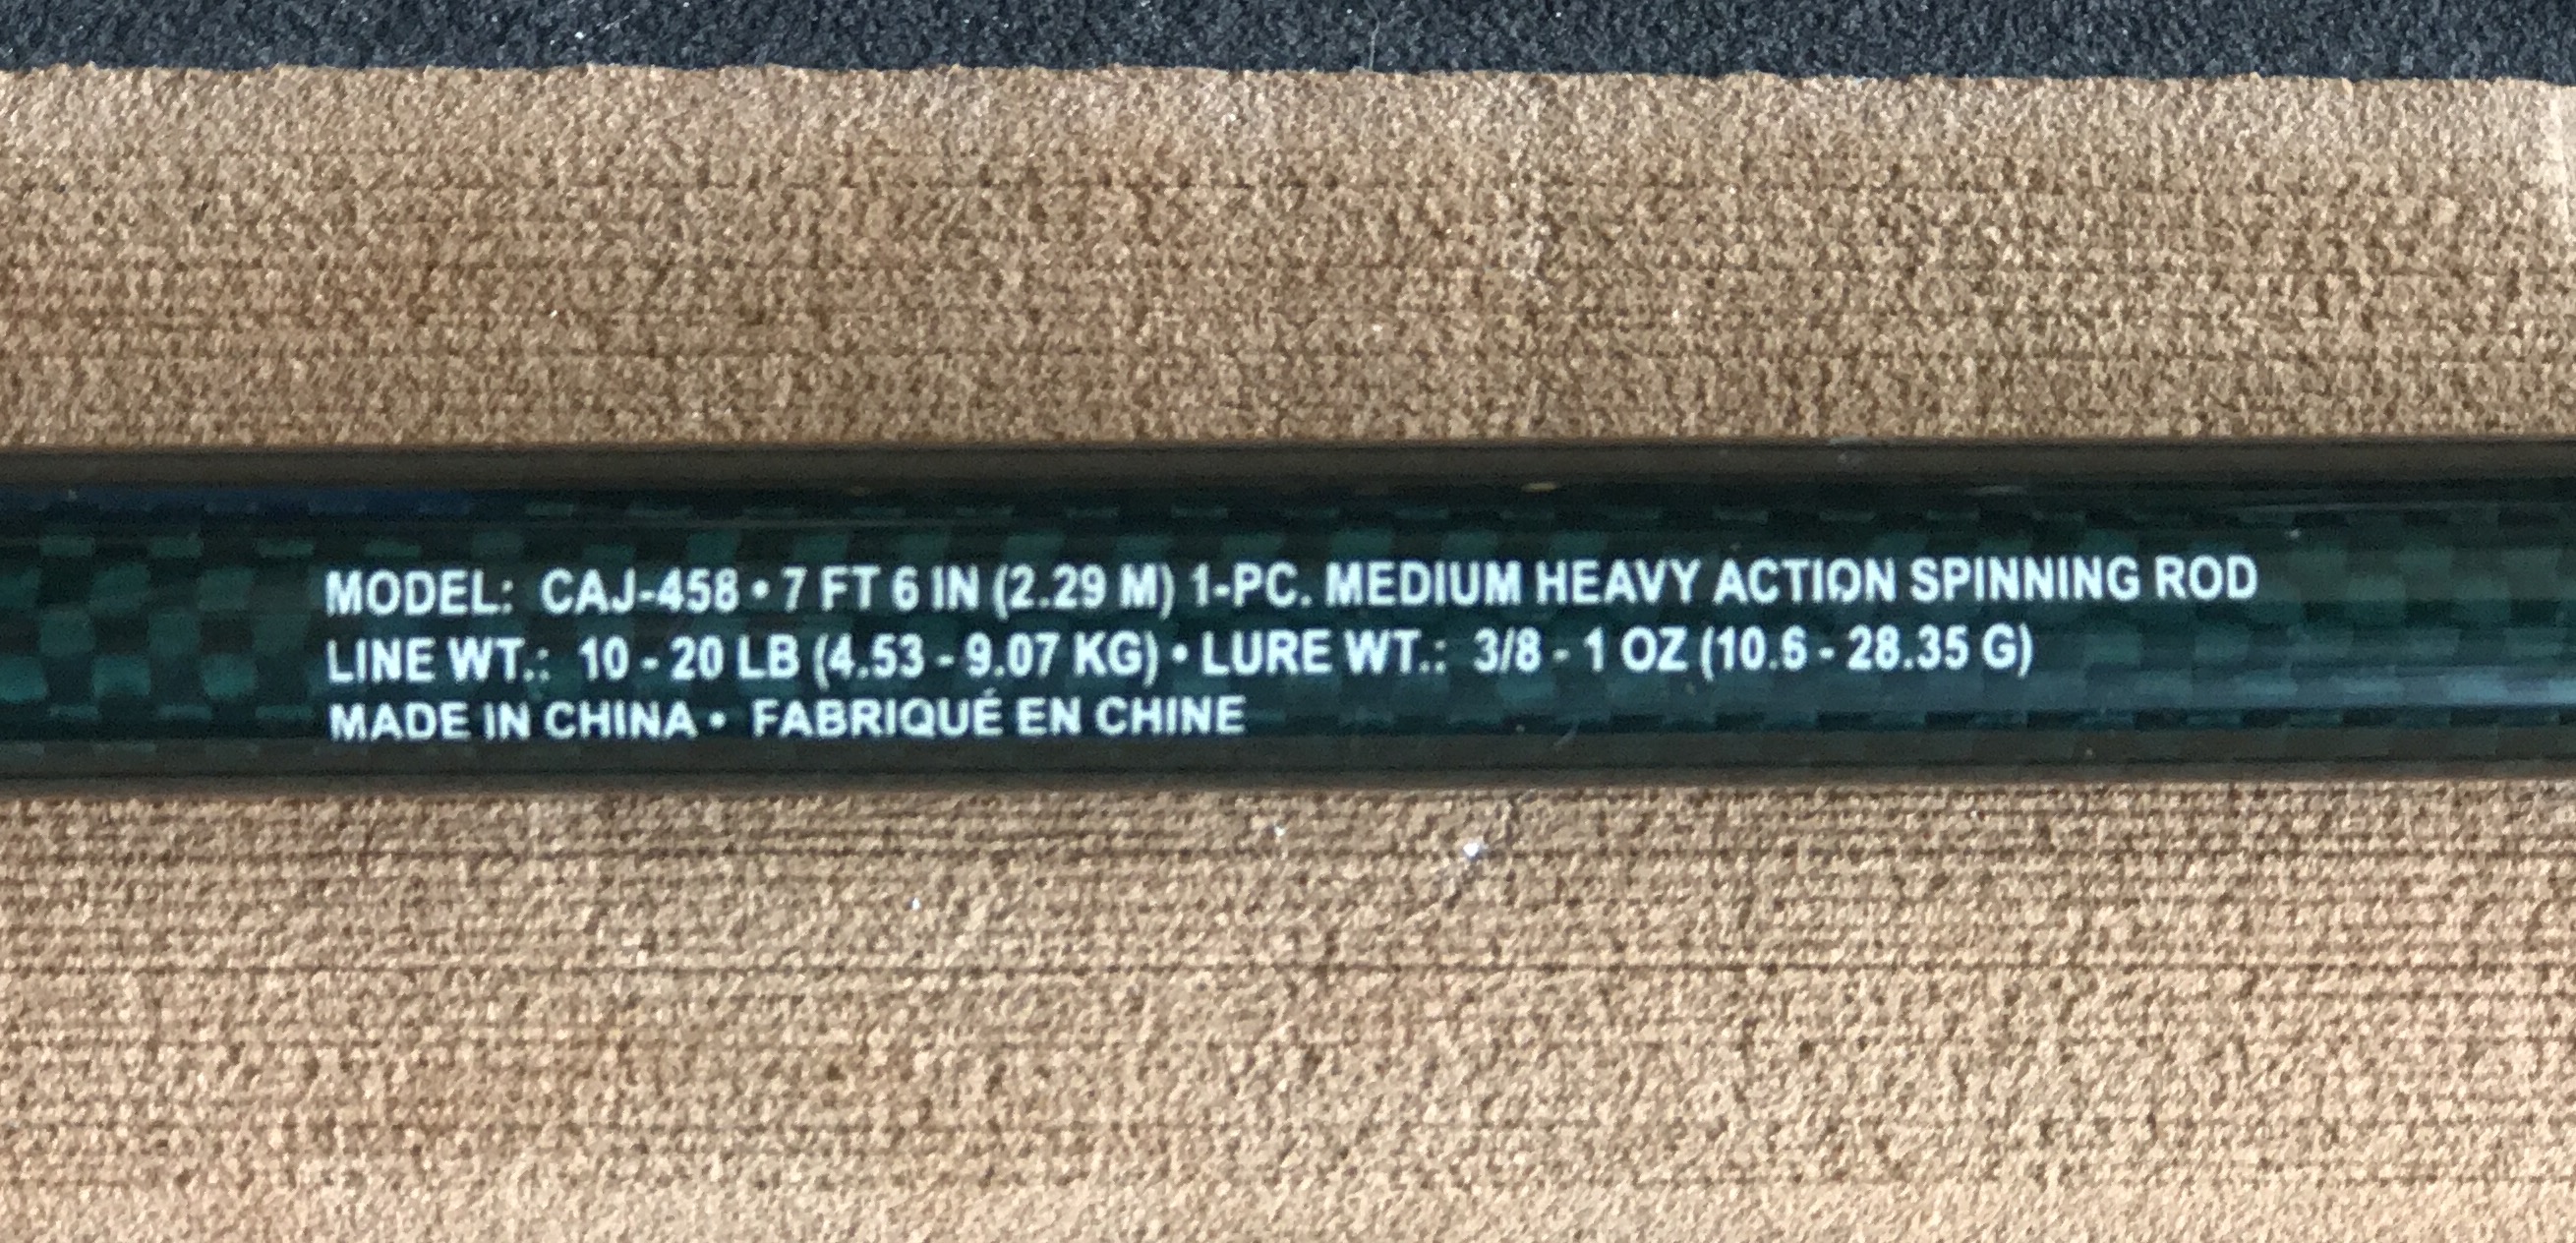 MODEL: CAJ-458 • 7 FT 6 IN (2.29 M) 1-PC. MEDIUM HEAVY ACTION SPINNING ROD
LINE WT.: 10 - 20 LB (4.53 - 9.07 KG) • LURE WT.: 3/8 - 1 OZ (10.6 - 28.35 G)
MADE IN CHINA • FABRIQUÉ EN CHINE